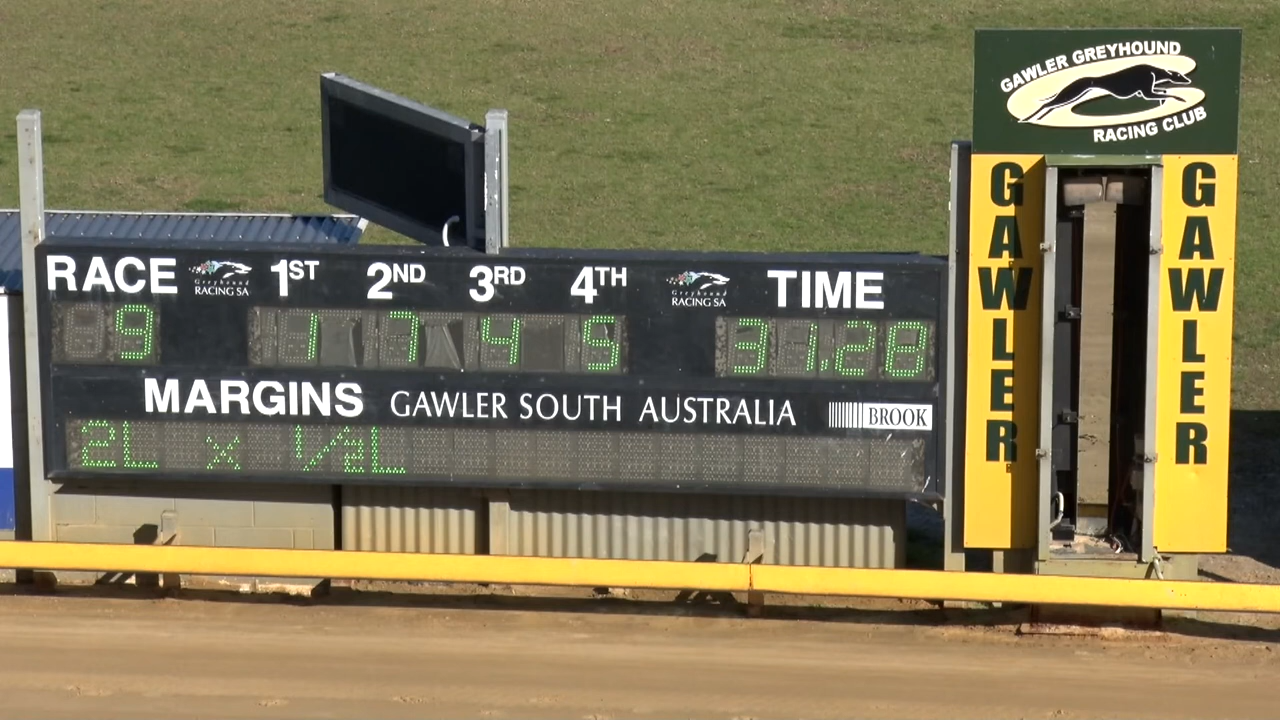 GAWLER GREYHOUND
RACING CLUB
RACE 1ST 2ND 3RD 4TH TIME
Greyhound
RACING SA
Greyhound
RACING SA
9 1 7 4 5 31.28
MARGINS GAWLER SOUTH AUSTRALIA BROOK
2L x 1/2L
GAWLER
GAWLER